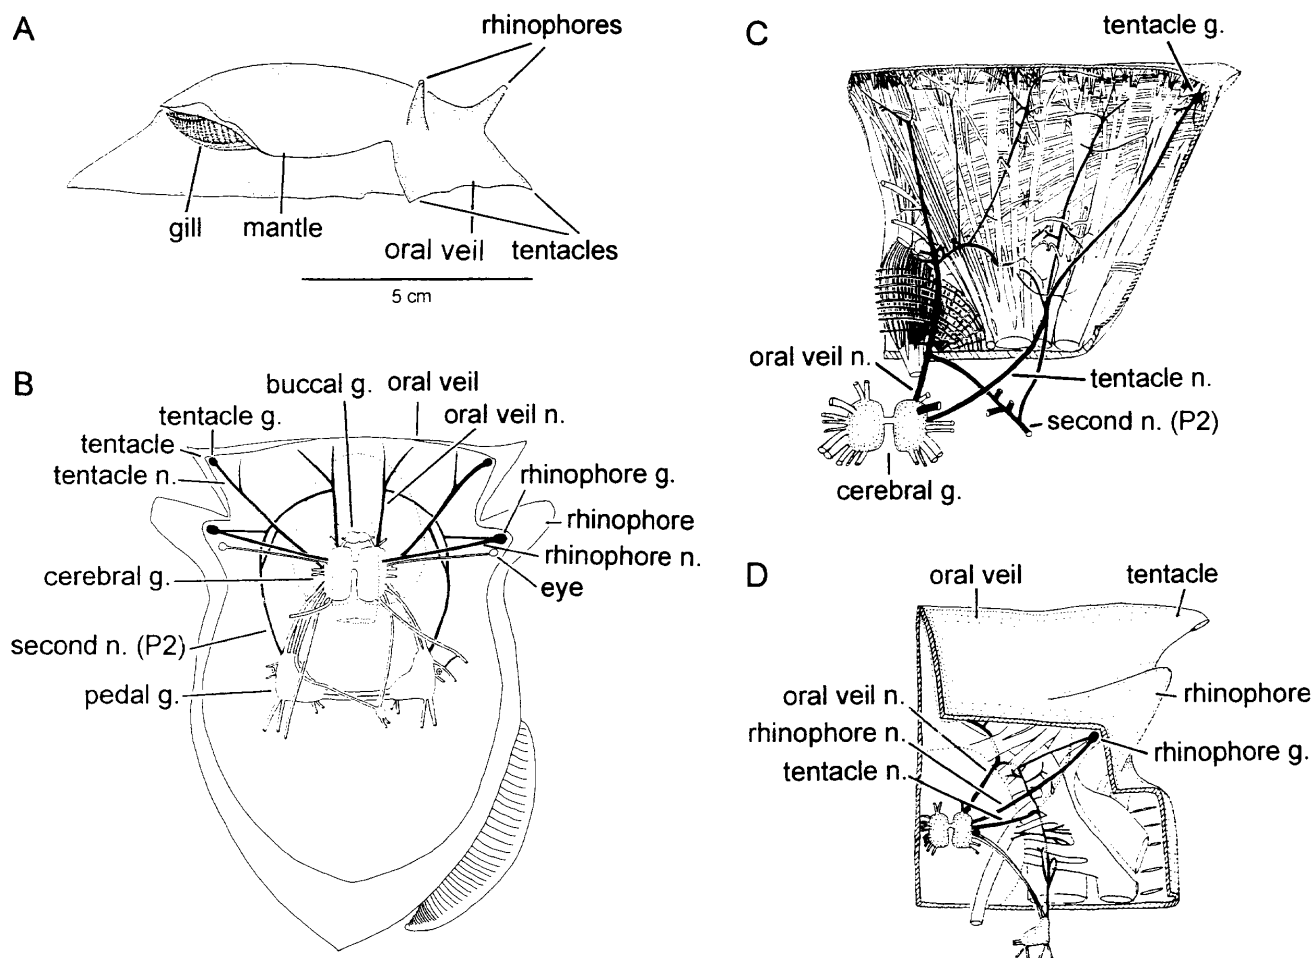 A
rhinophores
gill
mantle
oral veil
tentacles
5 cm
B
buccal g.
oral veil
tentacle g.
oral veil n.
tentacle
tentacle n.
rhinophore g.
rhinophore
rhinophore n.
cerebral g.
eye
second n. (P2)
pedal g.
C
tentacle g.
oral veil n.
tentacle n.
second n. (P2)
cerebral g.
D
oral veil
tentacle
oral veil n.
rhinophore
rhinophore n.
rhinophore g.
tentacle n.